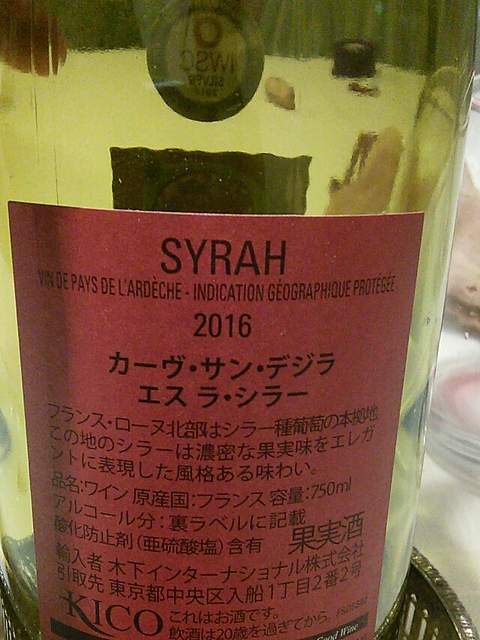 IWSC
SILVER
SYRAH
VIN DE PAYS DE L'ARDÈCHE - INDICATION GÉOGRAPHIQUE PROTÉGÉE
2016
カーヴ・サン・デジラ
エス ラ・シラー
フランス・ローヌ北部はシラー種葡萄の本拠地
この地のシラーは濃密な果実味をエレガ
ントに表現した風格ある味わい。
品名:ワイン 原産国:フランス 容量:750ml
アルコール分:裏ラベルに記載
酸化防止剤(亜硫酸塩)含有 果実酒
輸入者 木下インターナショナル株式会社
引取先 東京都中央区入船1丁目2番2号
KICO これはお酒です。
飲酒は20歳を過ぎてから。
Good Wine